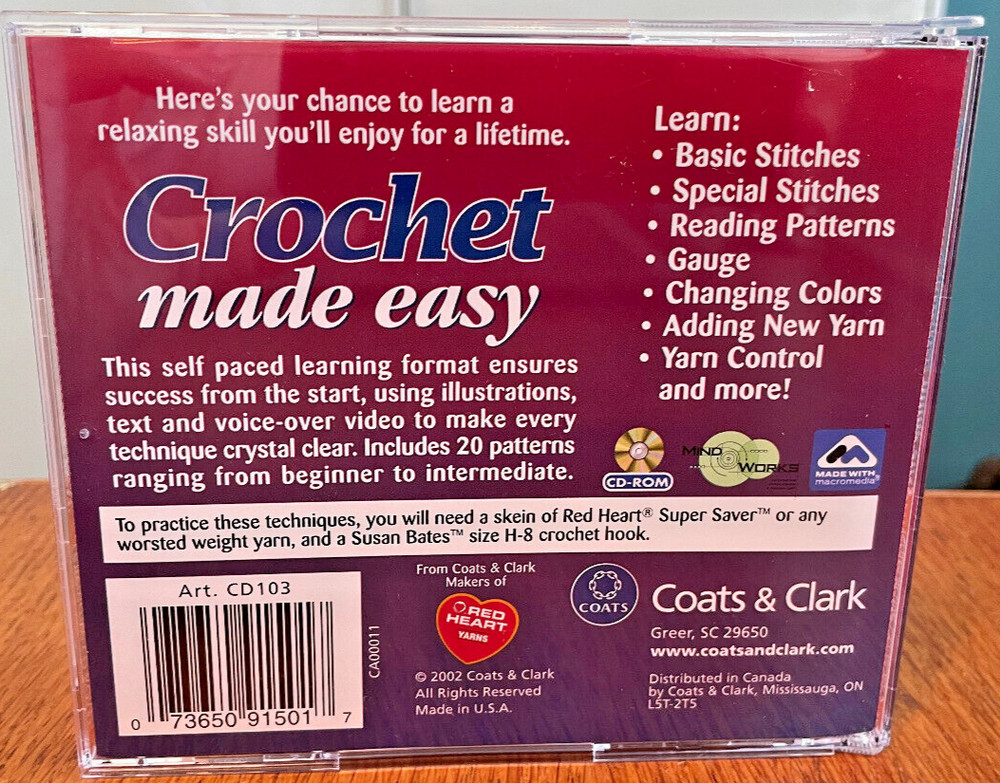 Here's your chance to learn a
relaxing skill you'll enjoy for a lifetime.
Crochet
made easy
This self paced learning format ensures
success from the start, using illustrations,
text and voice-over video to make every
technique crystal clear. Includes 20 patterns
ranging from beginner to intermediate.
Learn:
• Basic Stitches
• Special Stitches
• Reading Patterns
• Gauge
• Changing Colors
• Adding New Yarn
• Yarn Control
and more!
CD-ROM
MIND
WORKS
MADE WITH
macromedia®
To practice these techniques, you will need a skein of Red Heart® Super Saver™ or any
worsted weight yarn, and a Susan Bates™ size H-8 crochet hook.
Art. CD103
0 73650 91501 7
CA00011
From Coats & Clark
Makers of
RED
HEART
YARNS
© 2002 Coats & Clark
All Rights Reserved
Made in U.S.A.
COATS
Coats & Clark
Greer, SC 29650
www.coatsandclark.com
Distributed in Canada
by Coats & Clark, Mississauga, ON
L5T-2T5